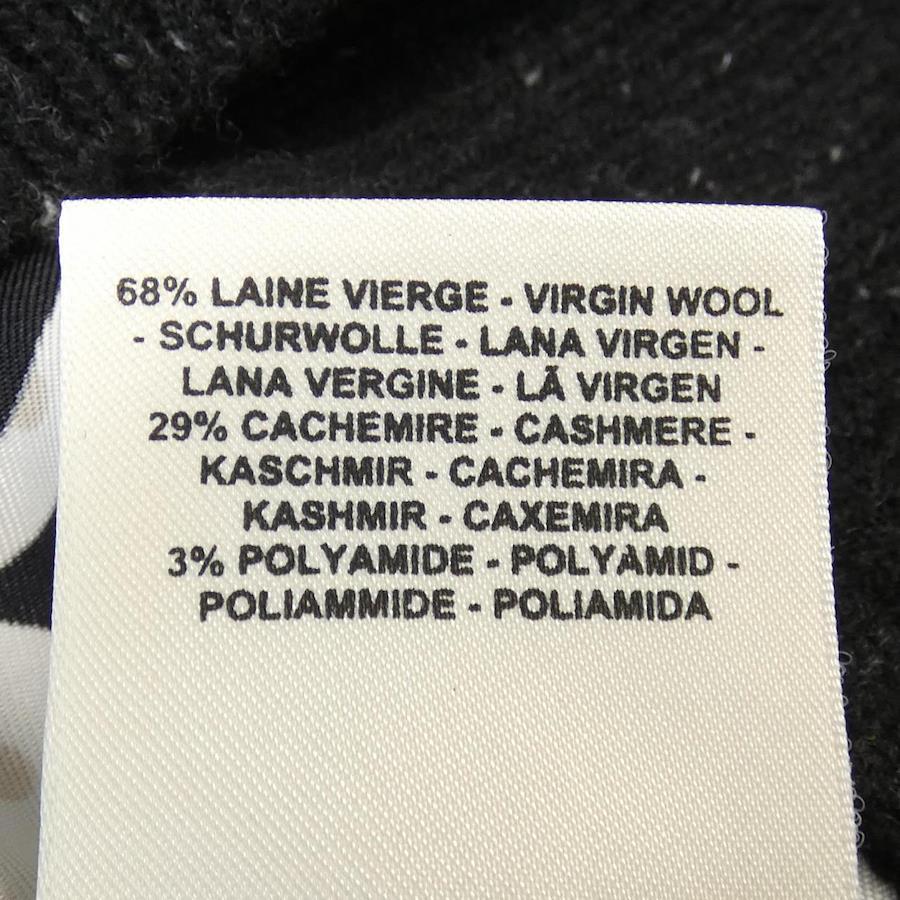 68% LAINE VIERGE - VIRGIN WOOL
- SCHURWOLLE - LANA VIRGEN -
LANA VERGINE - LÃ VIRGEN
29% CACHEMIRE - CASHMERE -
KASCHMIR - CACHEMIRA -
KASHMIR - CAXEMIRA
3% POLYAMIDE - POLYAMID -
POLIAMMIDE - POLIAMIDA